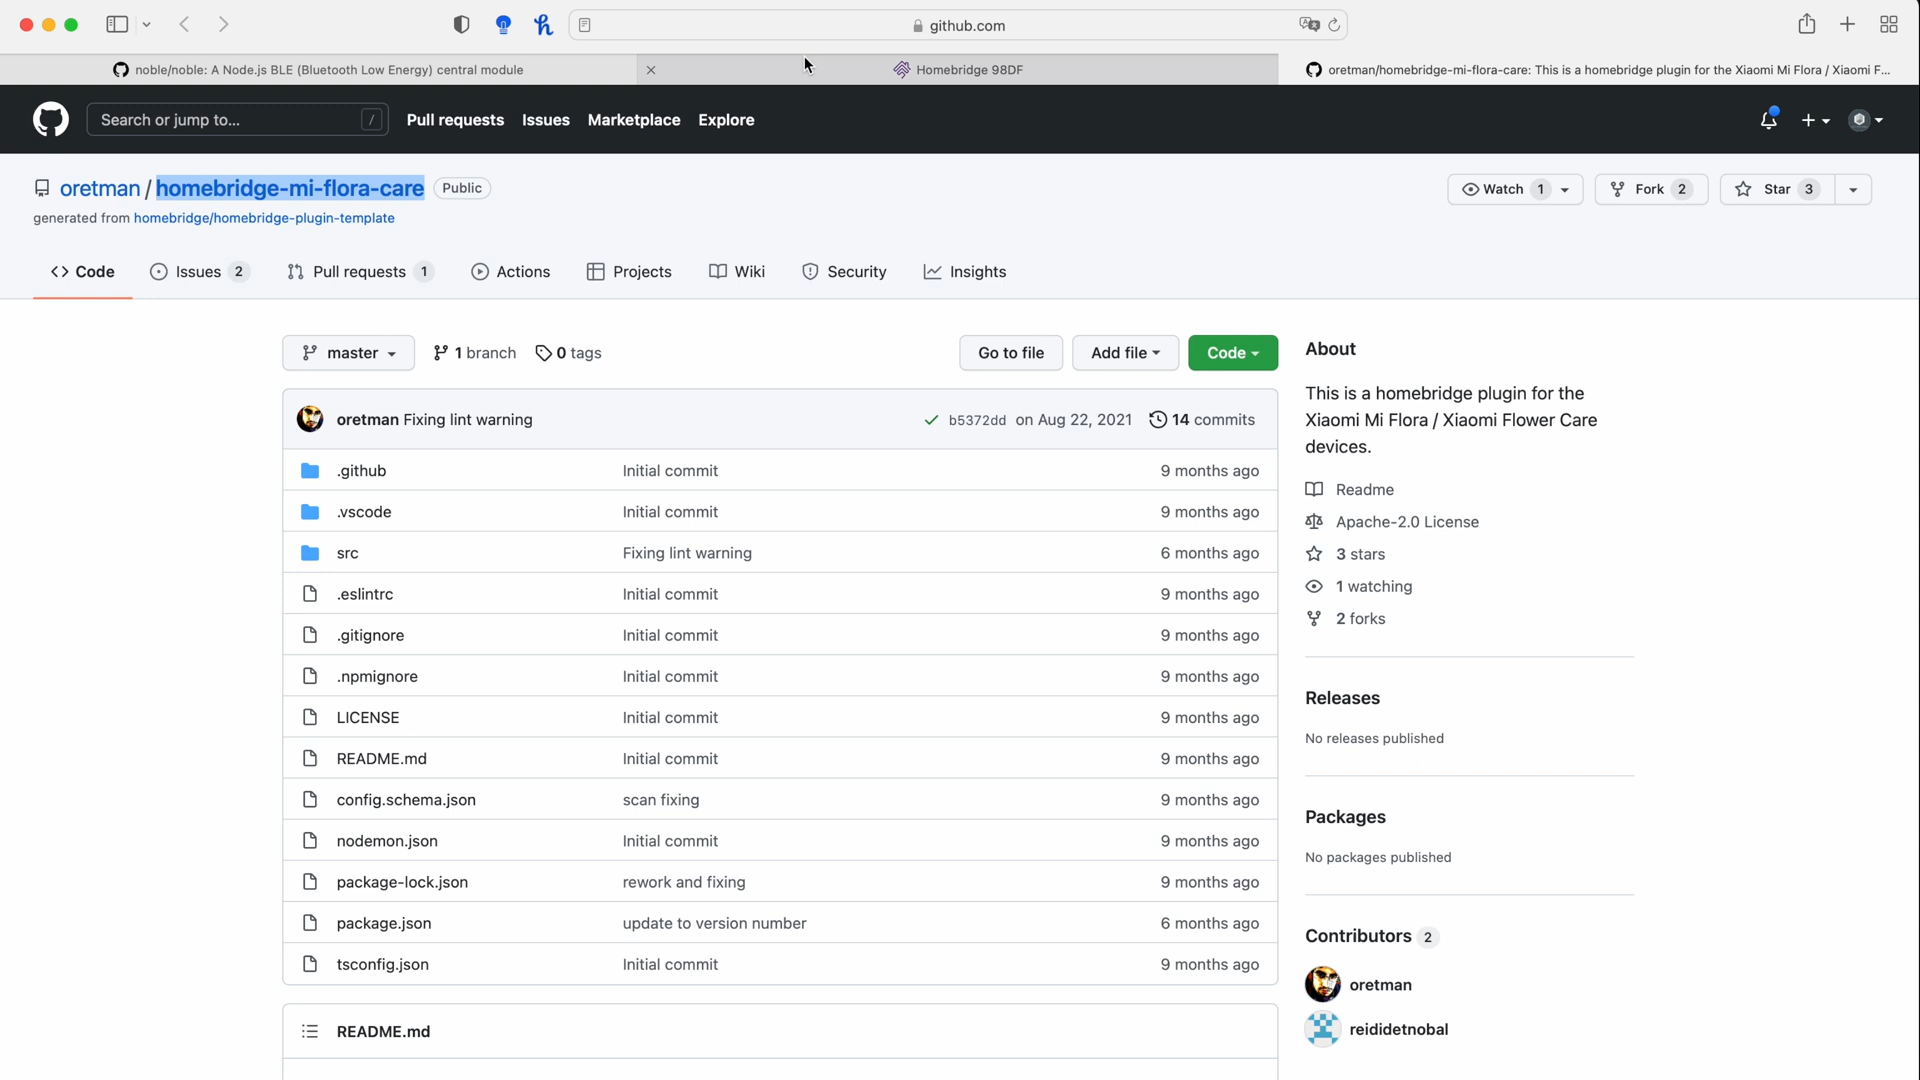 github.com
noble/noble: A Node.js BLE (Bluetooth Low Energy) central module
Homebridge 98DF
oretman/homebridge-mi-flora-care: This is a homebridge plugin for the Xiaomi Mi Flora / Xiaomi F...
Search or jump to... /
Pull requests Issues Marketplace Explore
oretman / homebridge-mi-flora-care Public
Watch 1 Fork 2 Star 3
generated from homebridge/homebridge-plugin-template
<> Code Issues 2 Pull requests 1 Actions Projects Wiki Security Insights
master 1 branch 0 tags Go to file Add file Code
oretman Fixing lint warning b5372dd on Aug 22, 2021 14 commits
.github Initial commit 9 months ago
.vscode Initial commit 9 months ago
src Fixing lint warning 6 months ago
.eslintrc Initial commit 9 months ago
.gitignore Initial commit 9 months ago
.npmignore Initial commit 9 months ago
LICENSE Initial commit 9 months ago
README.md Initial commit 9 months ago
config.schema.json scan fixing 9 months ago
nodemon.json Initial commit 9 months ago
package-lock.json rework and fixing 9 months ago
package.json update to version number 6 months ago
tsconfig.json Initial commit 9 months ago
README.md
About
This is a homebridge plugin for the
Xiaomi Mi Flora / Xiaomi Flower Care
devices.
Readme
Apache-2.0 License
3 stars
1 watching
2 forks
Releases
No releases published
Packages
No packages published
Contributors 2
oretman
reididetnobal